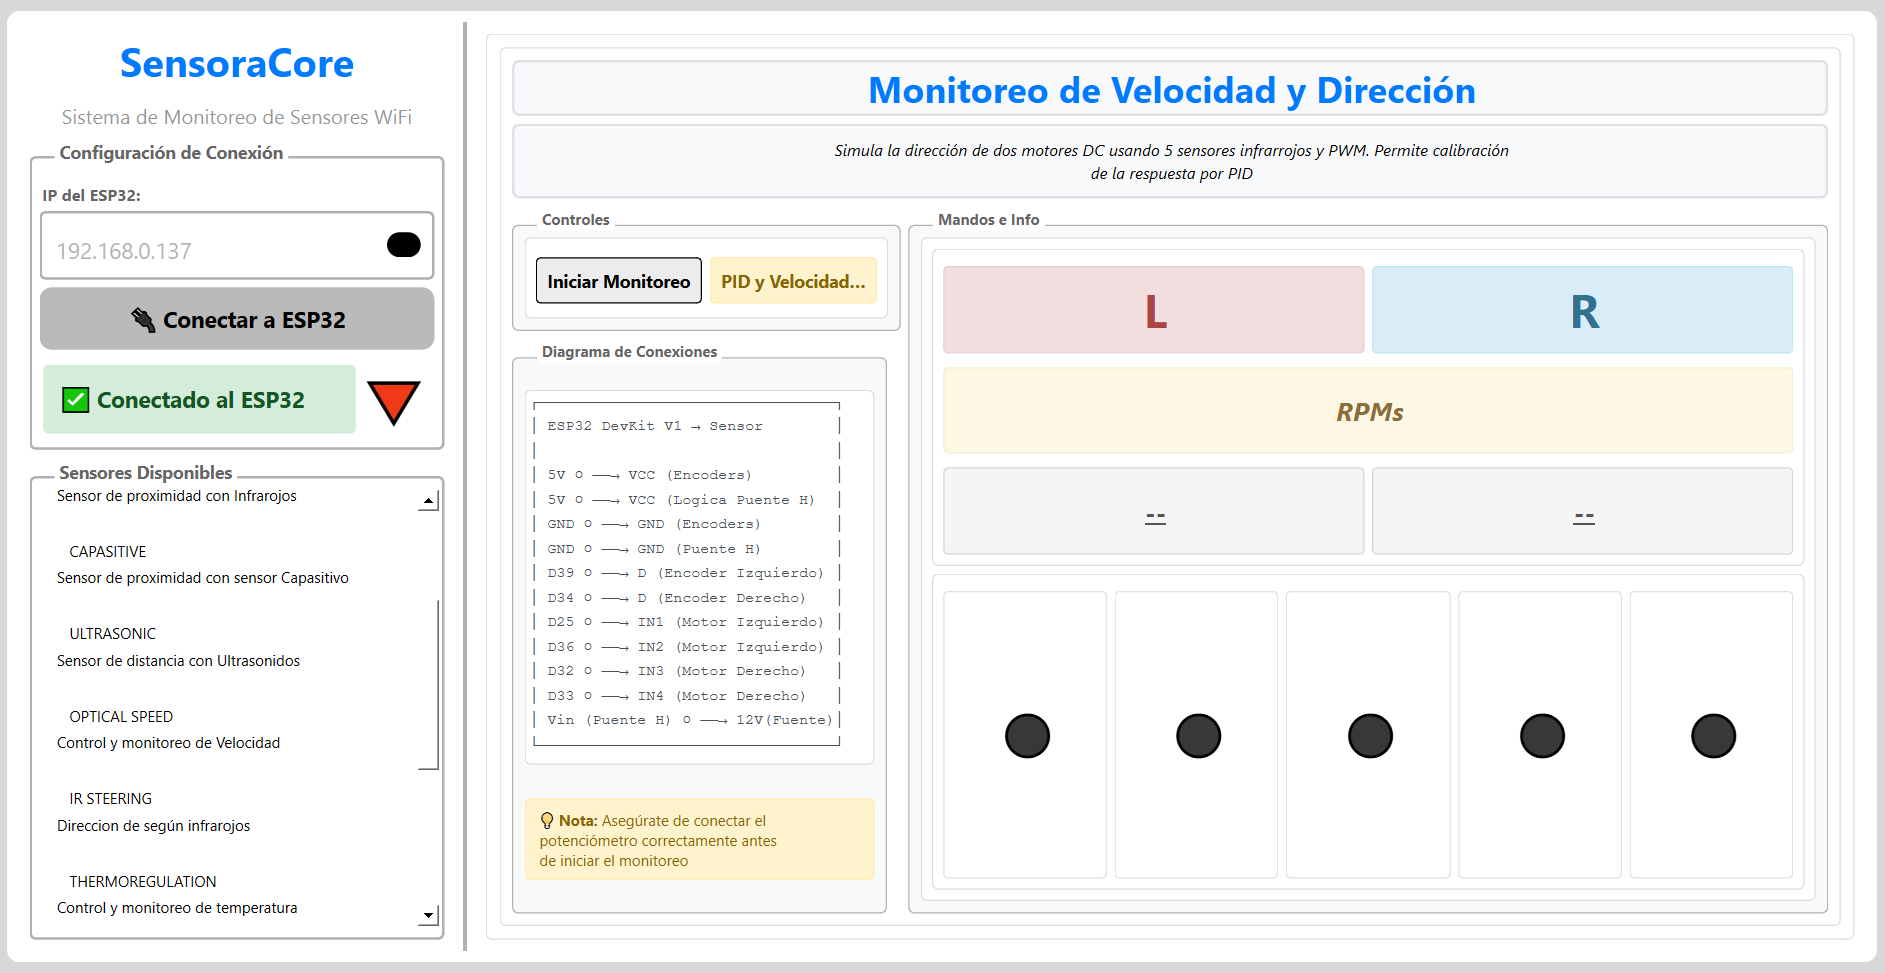 SensoraCore
Sistema de Monitoreo de Sensores WiFi
Configuración de Conexión
IP del ESP32:
192.168.0.137
Conectar a ESP32
Conectado al ESP32
Sensores Disponibles
Sensor de proximidad con Infrarojos
CAPASITIVE
Sensor de proximidad con sensor Capasitivo
ULTRASONIC
Sensor de distancia con Ultrasonidos
OPTICAL SPEED
Control y monitoreo de Velocidad
IR STEERING
Direccion de según infrarojos
THERMOREGULATION
Control y monitoreo de temperatura
Monitoreo de Velocidad y Dirección
Simula la dirección de dos motores DC usando 5 sensores infrarrojos y PWM. Permite calibración
de la respuesta por PID
Controles
Iniciar Monitoreo
PID y Velocidad...
Diagrama de Conexiones
ESP32 DevKit V1 → Sensor
5V O ──→ VCC (Encoders)
5V O ──→ VCC (Logica Puente H)
GND O ──→ GND (Encoders)
GND O ──→ GND (Puente H)
D39 O ──→ D (Encoder Izquierdo)
D34 O ──→ D (Encoder Derecho)
D25 O ──→ IN1 (Motor Izquierdo)
D36 O ──→ IN2 (Motor Izquierdo)
D32 O ──→ IN3 (Motor Derecho)
D33 O ──→ IN4 (Motor Derecho)
Vin (Puente H) O ──→ 12V(Fuente)
Nota: Asegúrate de conectar el
potenciómetro correctamente antes
de iniciar el monitoreo
Mandos e Info
L
R
RPMs
--
--